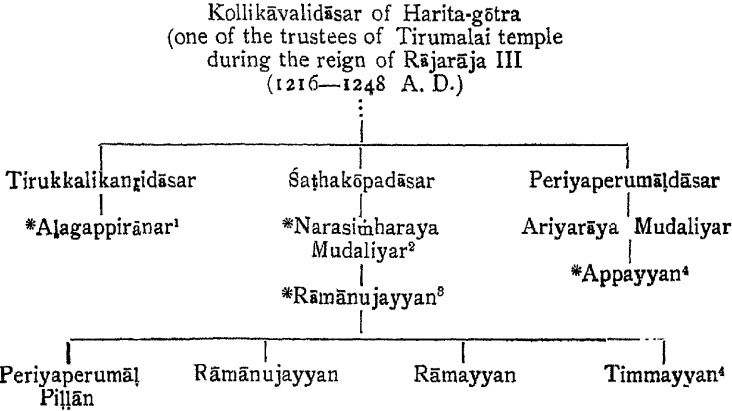 Kollikāvalidāsar of Harita-gōtra
(one of the trustees of Tirumalai temple
during the reign of Rājarāja III
(1216—1248 A. D.)
Tirukkalikanṛidāsar Śaṭhakōpadāsar Periyaperumāḷdāsar
*Aḷagappirānar¹ *Narasiṁharaya Ariyarāya Mudaliyar
Mudaliyar²
*Appayyan⁴
*Rāmānujayyan³
Periyaperumāḷ Rāmānujayyan Rāmayyan Timmayyan⁴
Piḷḷān